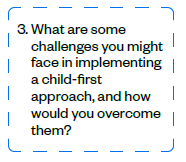 3. What are some
challenges you might
face in implementing
a child-first
approach, and how
would you overcome
them?